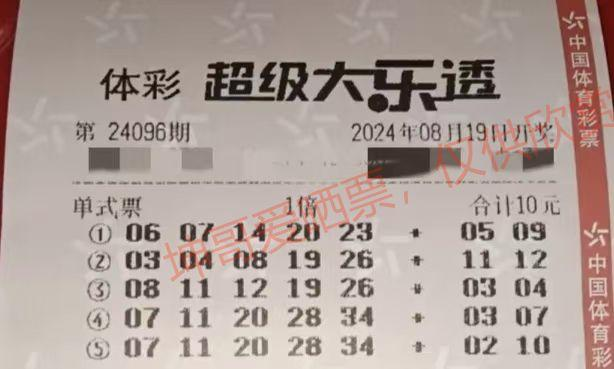 体彩 超级大乐透
第 24096期 2024年08月19日开奖
单式票 1倍 合计10元
① 06 07 14 20 23 + 05 09
② 03 04 08 19 26 + 11 12
③ 08 11 12 19 26 + 03 04
④ 07 11 20 28 34 + 03 07
⑤ 07 11 20 28 34 + 02 10
中国体育彩票
中国体育彩
坤哥爱晒票，仅供欣赏